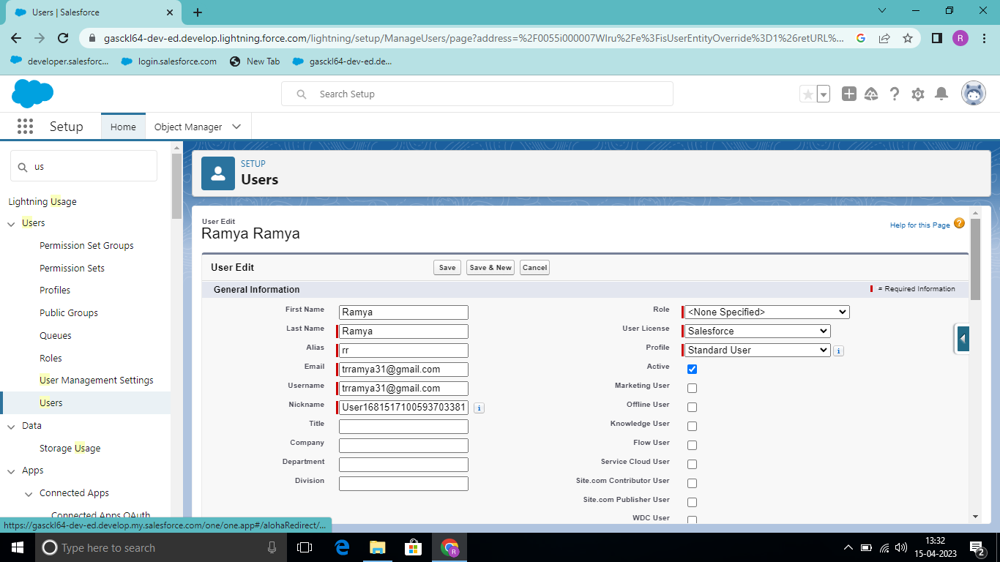 Users | Salesforce
gasckl64-dev-ed.develop.lightning.force.com/lightning/setup/ManageUsers/page?address=%2F0055i000007WIru%2Fe%3FisUserEntityOverride%3D1%26retURL%...
R
developer.salesforc...
login.salesforce.com
New Tab
gasckl64-dev-ed.de...
Search Setup
Setup
Home
Object Manager
us
Lightning Usage
Users
Permission Set Groups
Permission Sets
Profiles
Public Groups
Queues
Roles
User Management Settings
Users
Data
Storage Usage
Apps
Connected Apps
Connected Apps OAuth
SETUP
Users
User Edit
Ramya Ramya
Help for this Page ?
User Edit
Save
Save & New
Cancel
General Information
= Required Information
First Name Ramya
Last Name Ramya
Alias rr
Email trramya31@gmail.com
Username trramya31@gmail.com
Nickname User1681517100593703381 i
Title
Company
Department
Division
Role <None Specified>
User License Salesforce
Profile Standard User i
Active
Marketing User
Offline User
Knowledge User
Flow User
Service Cloud User
Site.com Contributor User
Site.com Publisher User
WDC User
https://gasckl64-dev-ed.develop.my.salesforce.com/one/one.app#/alohaRedirect/...
Type here to search
R
13:32
15-04-2023
2